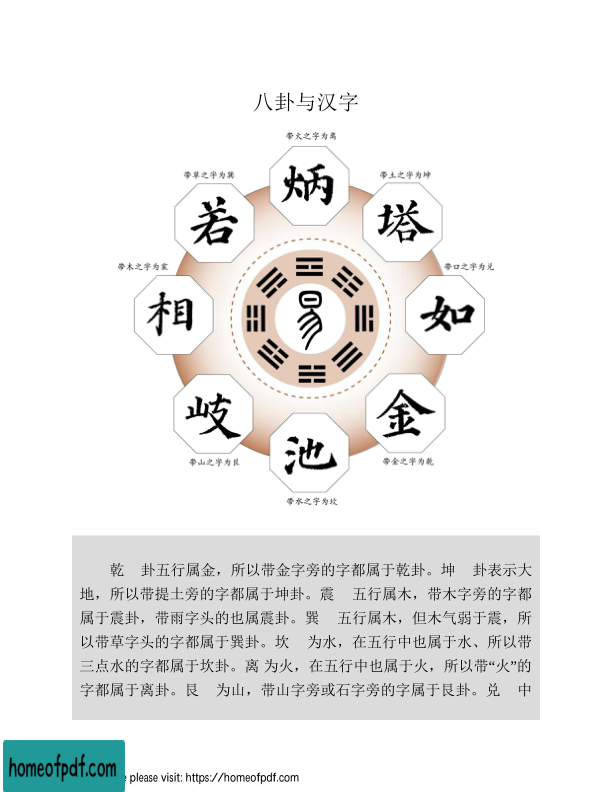 八卦与汉字
带火之字为离
带草之字为巽
带土之字为坤
炳
若
塔
带木之字为震
带口之字为兑
相
易
如
岐
金
池
带山之字为艮
带金之字为乾
带水之字为坎
乾 卦五行属金，所以带金字旁的字都属于乾卦。坤 卦表示大
地，所以带提土旁的字都属于坤卦。震 五行属木，带木字旁的字都
属于震卦，带雨字头的也属震卦。巽 五行属木，但木气弱于震，所
以带草字头的字都属于巽卦。坎 为水，在五行中也属于水、所以带
三点水的字都属于坎卦。离 为火，在五行中也属于火，所以带“火”的
字都属于离卦。艮 为山，带山字旁或石字旁的字属于艮卦。兑 中
homeofpdf.com
e please visit: https://homeofpdf.com